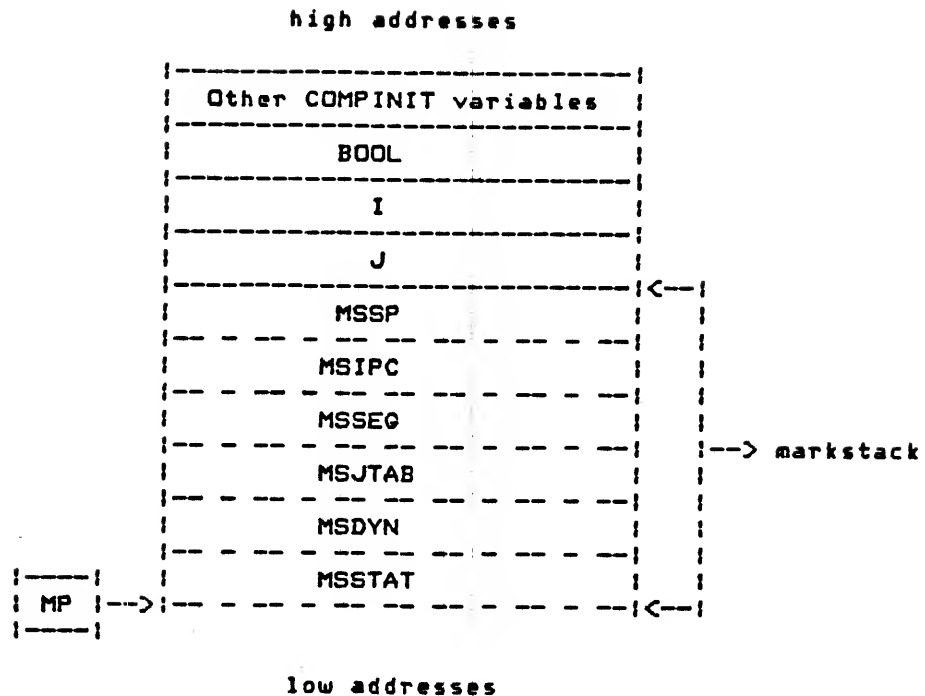 high addresses
Other COMPINIT variables
BOOL
I
J
MSSP
MSIPC
MSSEG
MSJTAB
--> markstack
MSDYN
MSSTAT
MP
low addresses